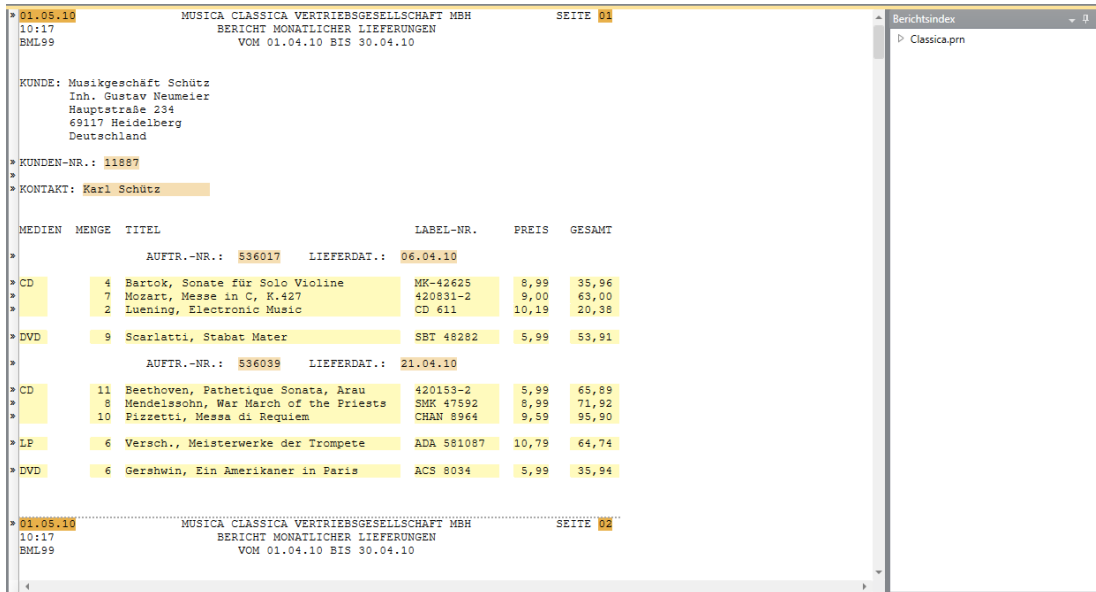 » 01.05.10 MUSICA CLASSICA VERTRIEBSGESELLSCHAFT MBH SEITE 01
10:17 BERICHT MONATLICHER LIEFERUNGEN
BML99 VOM 01.04.10 BIS 30.04.10
KUNDE: Musikgeschäft Schütz
Inh. Gustav Neumeier
Hauptstraße 234
69117 Heidelberg
Deutschland
» KUNDEN-NR.: 11887
»
» KONTAKT: Karl Schütz
MEDIEN MENGE TITEL LABEL-NR. PREIS GESAMT
» AUFTR.-NR.: 536017 LIEFERDAT.: 06.04.10
» CD 4 Bartok, Sonate für Solo Violine MK-42625 8,99 35,96
» 7 Mozart, Messe in C, K.427 420831-2 9,00 63,00
» 2 Luening, Electronic Music CD 611 10,19 20,38
» DVD 9 Scarlatti, Stabat Mater SBT 48282 5,99 53,91
» AUFTR.-NR.: 536039 LIEFERDAT.: 21.04.10
» CD 11 Beethoven, Pathetique Sonata, Arau 420153-2 5,99 65,89
» 8 Mendelssohn, War March of the Priests SMK 47592 8,99 71,92
» 10 Pizzetti, Messa di Requiem CHAN 8964 9,59 95,90
» LP 6 Versch., Meisterwerke der Trompete ADA 581087 10,79 64,74
» DVD 6 Gershwin, Ein Amerikaner in Paris ACS 8034 5,99 35,94
» 01.05.10 MUSICA CLASSICA VERTRIEBSGESELLSCHAFT MBH SEITE 02
10:17 BERICHT MONATLICHER LIEFERUNGEN
BML99 VOM 01.04.10 BIS 30.04.10
Berichtsindex
Classica.prn